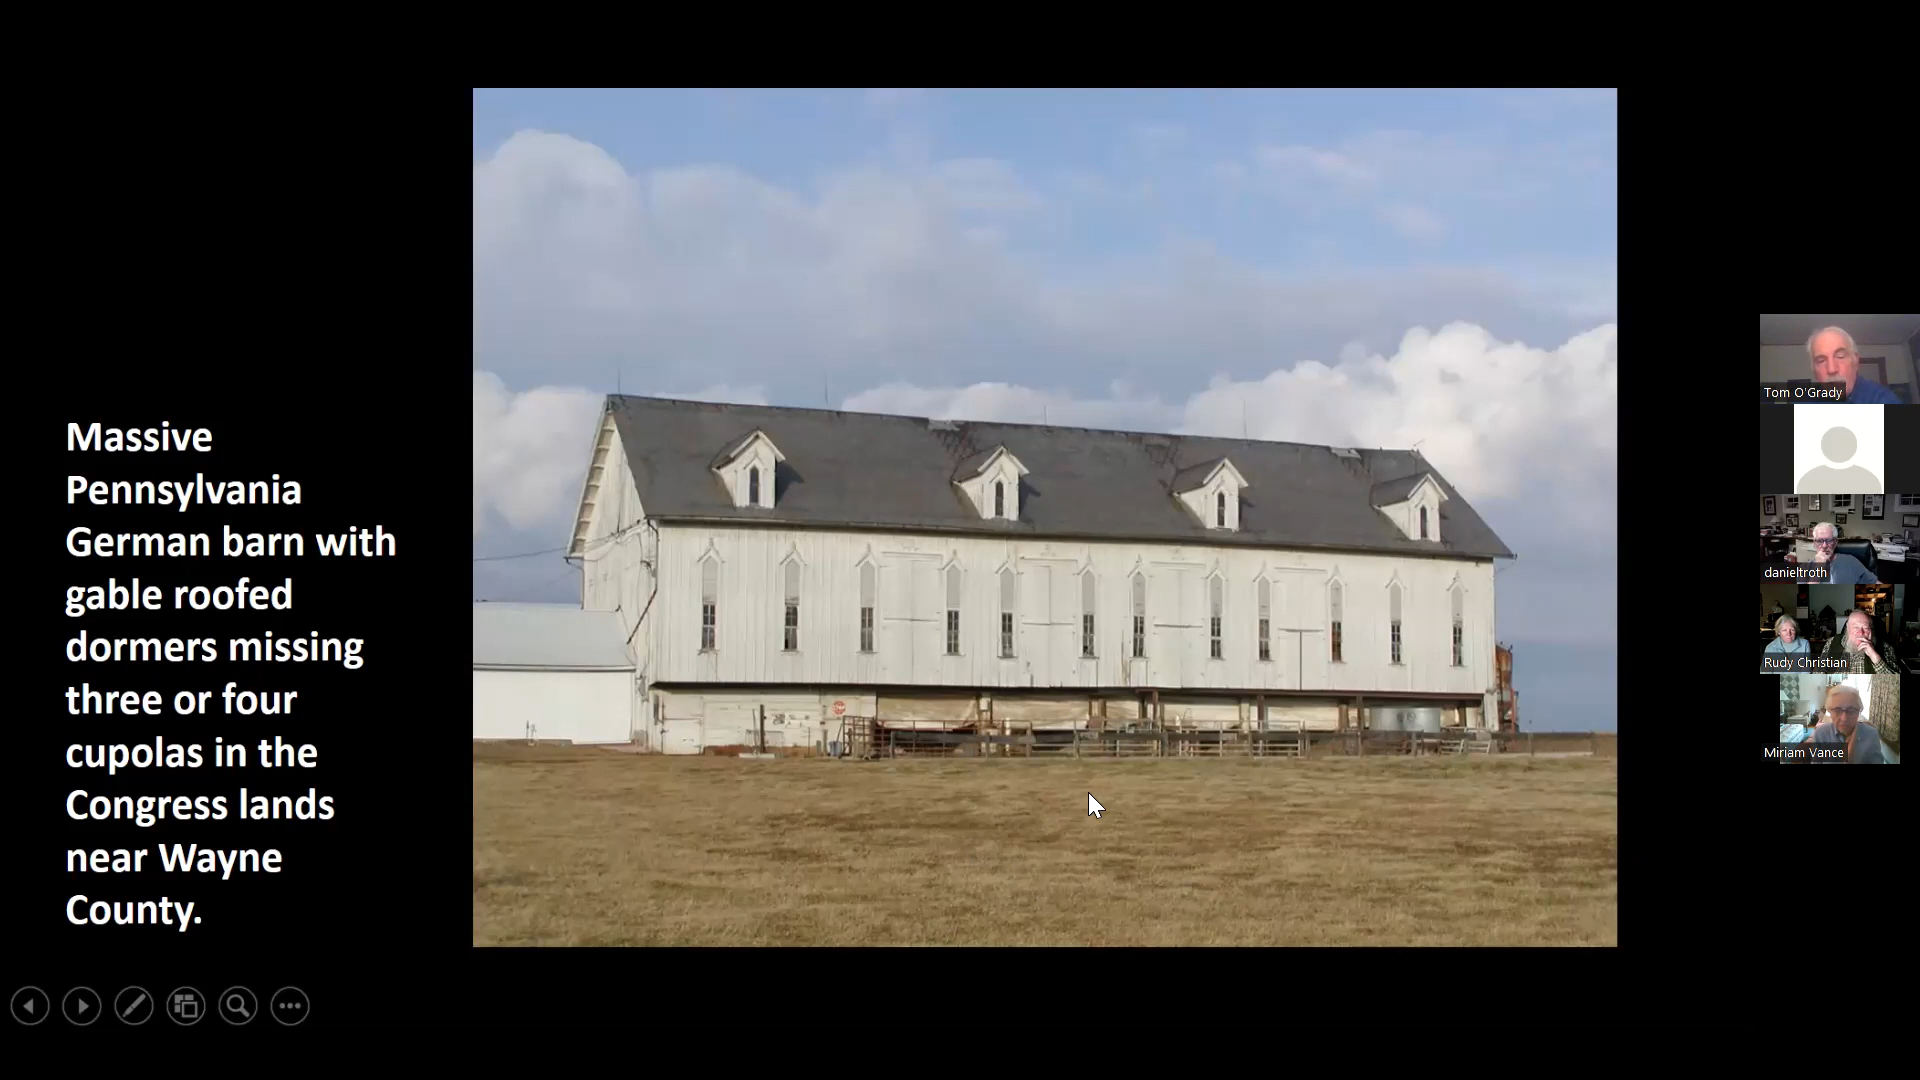 Massive
Pennsylvania
German barn with
gable roofed
dormers missing
three or four
cupolas in the
Congress lands
near Wayne
County.
Tom O'Grady
danieltroth
Rudy Christian
Miriam Vance